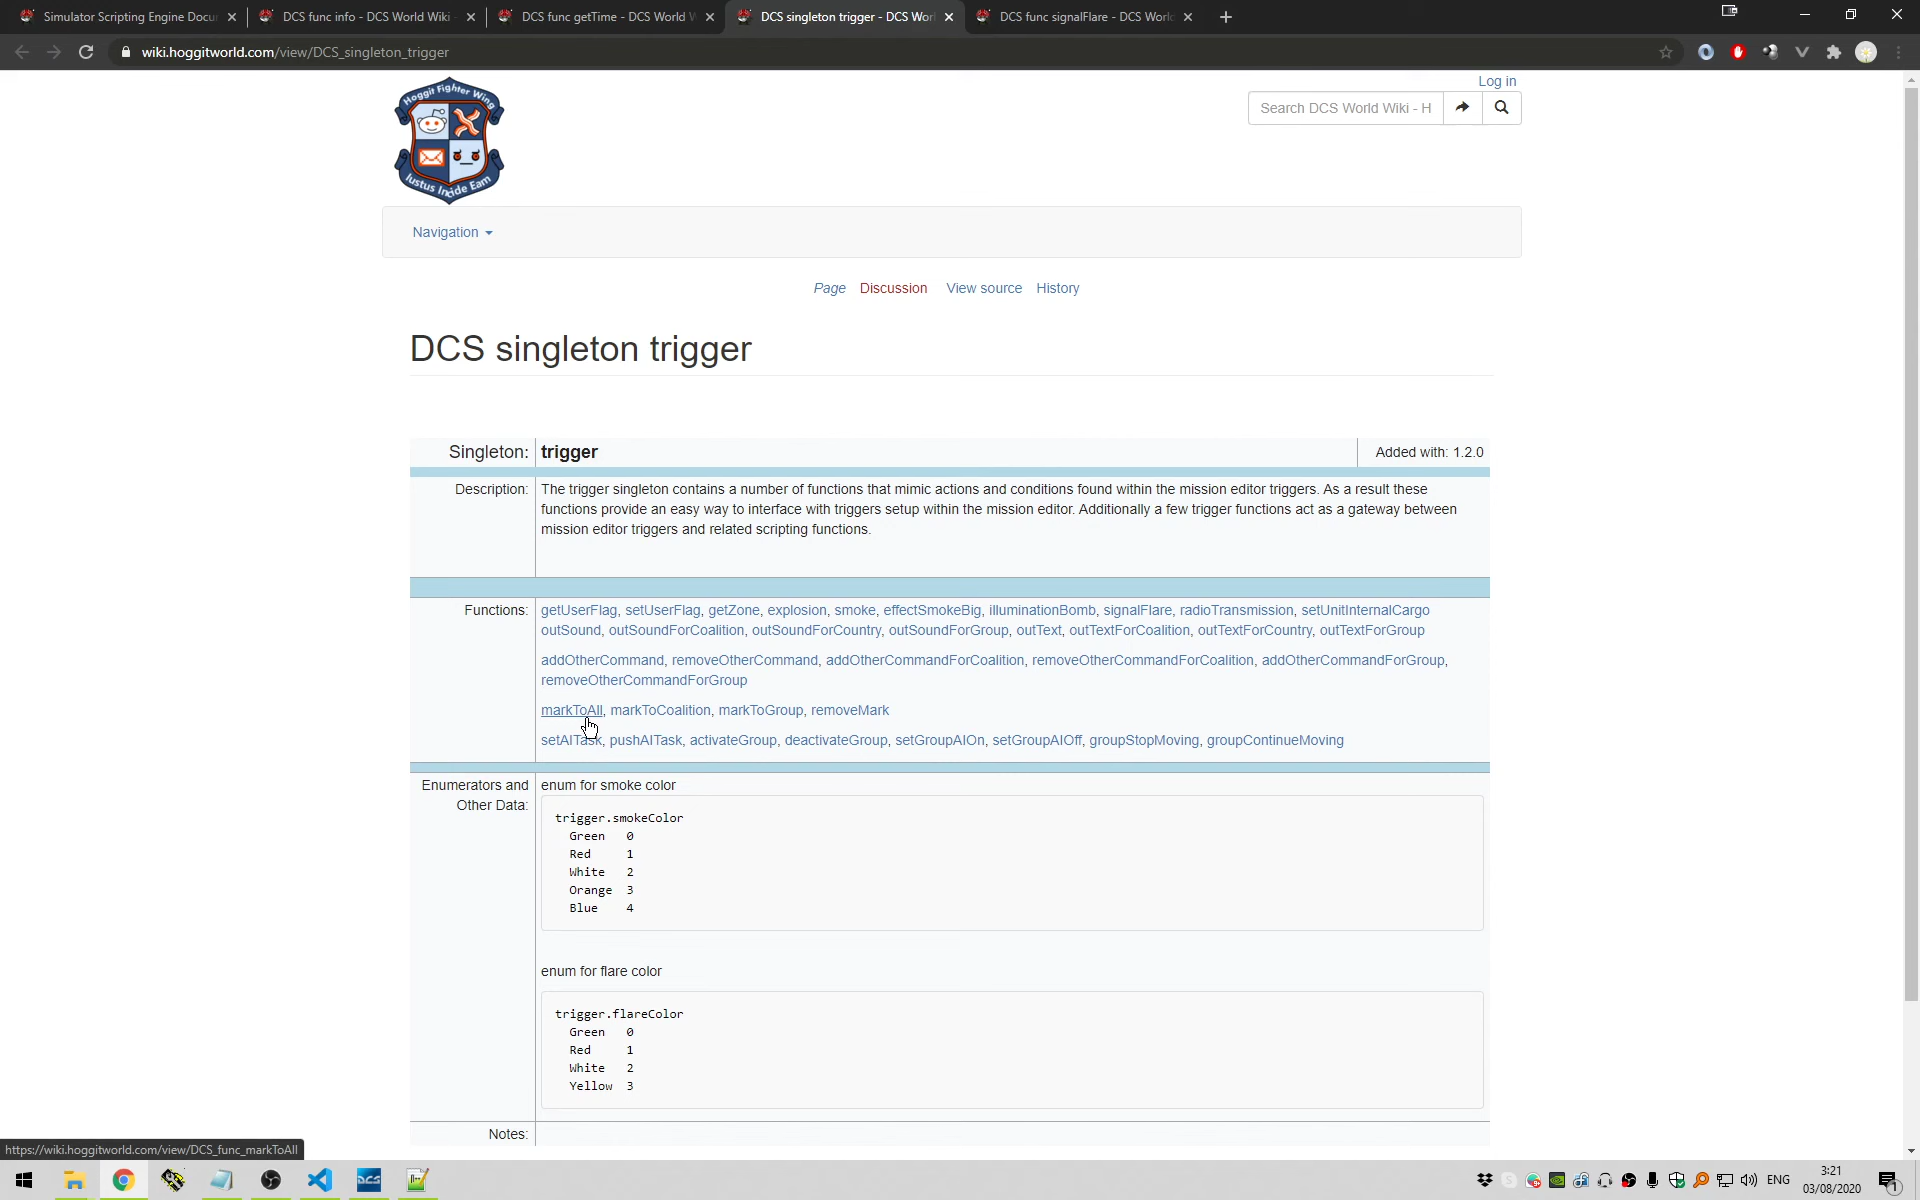 Simulator Scripting Engine Docu
DCS func info - DCS World Wiki -
DCS func getTime - DCS World W
DCS singleton trigger - DCS Worl
DCS func signalFlare - DCS World
wiki.hoggitworld.com/view/DCS_singleton_trigger
Log in
Search DCS World Wiki - H
Hoggit Fighter Wing
Iustus Inside Eam
Navigation
Page Discussion View source History
DCS singleton trigger
Singleton: trigger Added with: 1.2.0
Description: The trigger singleton contains a number of functions that mimic actions and conditions found within the mission editor triggers. As a result these
functions provide an easy way to interface with triggers setup within the mission editor. Additionally a few trigger functions act as a gateway between
mission editor triggers and related scripting functions.
Functions: getUserFlag, setUserFlag, getZone, explosion, smoke, effectSmokeBig, illuminationBomb, signalFlare, radioTransmission, setUnitInternalCargo
outSound, outSoundForCoalition, outSoundForCountry, outSoundForGroup, outText, outTextForCoalition, outTextForCountry, outTextForGroup
addOtherCommand, removeOtherCommand, addOtherCommandForCoalition, removeOtherCommandForCoalition, addOtherCommandForGroup,
removeOtherCommandForGroup
markToAll, markToCoalition, markToGroup, removeMark
setAITask, pushAITask, activateGroup, deactivateGroup, setGroupAIOn, setGroupAIOff, groupStopMoving, groupContinueMoving
Enumerators and
Other Data:
enum for smoke color
trigger.smokeColor
Green 0
Red 1
White 2
Orange 3
Blue 4
enum for flare color
trigger.flareColor
Green 0
Red 1
White 2
Yellow 3
Notes:
https://wiki.hoggitworld.com/view/DCS_func_markToAll
DCS
ENG
3:21
03/08/2020
1